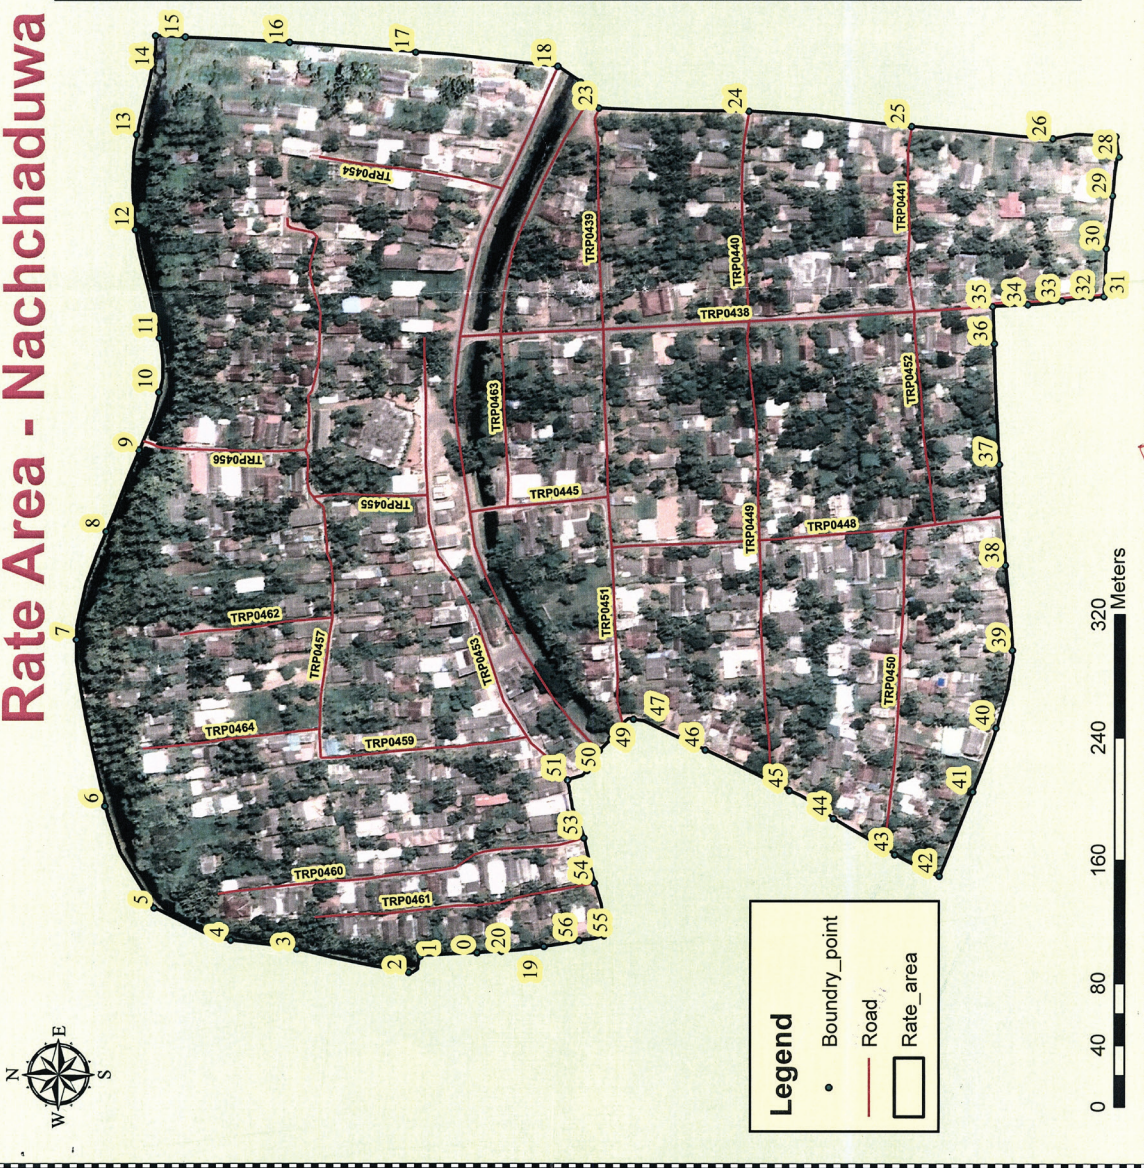 Rate Area - Nachchaduwa
N
W
E
S
0
1
2
3
4
5
6
7
8
9
10
11
12
13
14
15
16
17
18
19
20
23
24
25
26
28
29
30
31
32
33
34
35
36
37
38
39
40
41
42
43
44
45
46
47
49
50
51
53
54
55
56
TRP0438
TRP0439
TRP0440
TRP0441
TRP0445
TRP0448
TRP0449
TRP0450
TRP0451
TRP0452
TRP0453
TRP0454
TRP0455
TRP0456
TRP0457
TRP0459
TRP0460
TRP0461
TRP0462
TRP0463
TRP0464
Legend
Boundry_point
Road
Rate_area
0 40 80 160 240 320
Meters